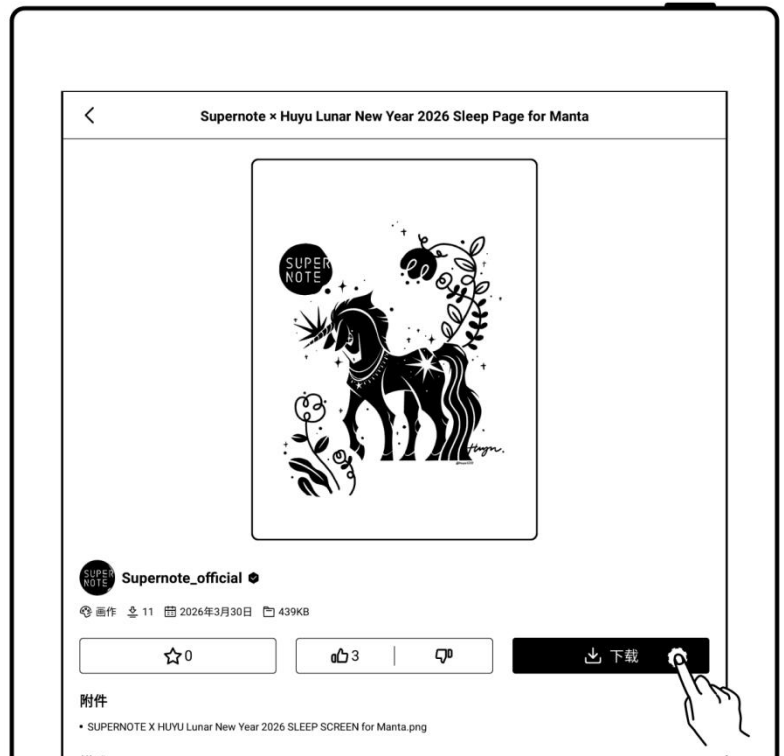 Supernote × Huyu Lunar New Year 2026 Sleep Page for Manta
SUPER
NOTE
Huyu.
SUPER
NOTE
Supernote_official
画作 11 2026年3月30日 439KB
0 3 下载
附件
• SUPERNOTE X HUYU Lunar New Year 2026 SLEEP SCREEN for Manta.png